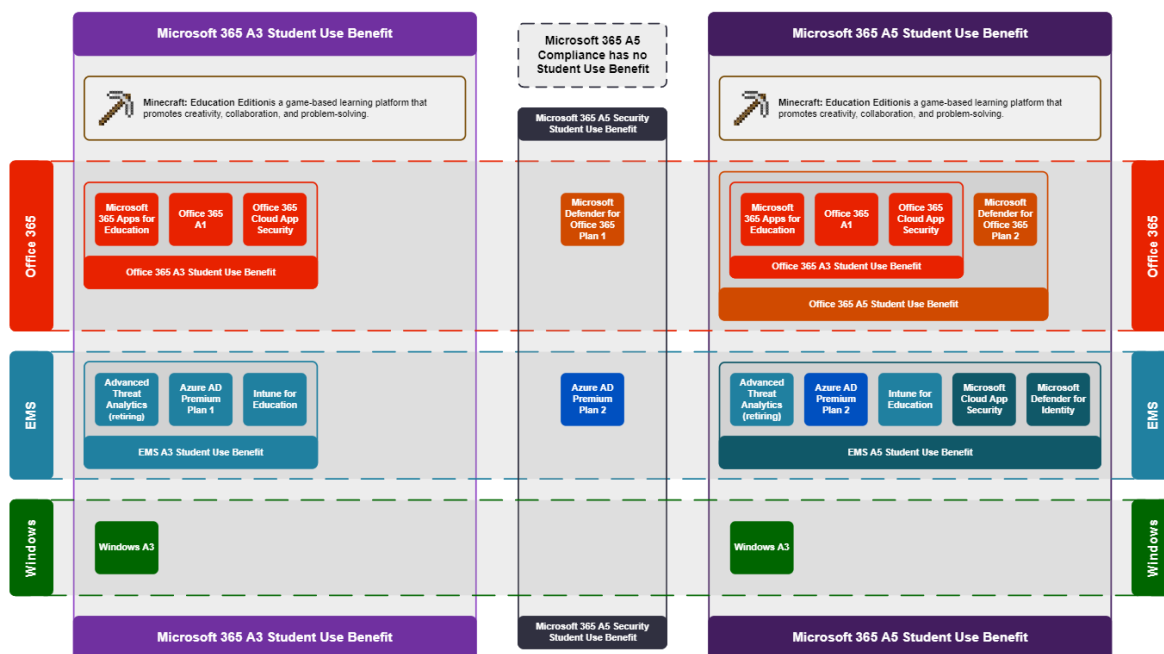 Microsoft 365 A3 Student Use Benefit
Microsoft 365 A5
Compliance has no
Student Use Benefit
Microsoft 365 A5 Student Use Benefit
Minecraft: Education Editionis a game-based learning platform that
promotes creativity, collaboration, and problem-solving.
Microsoft 365 A5 Security
Student Use Benefit
Minecraft: Education Editionis a game-based learning platform that
promotes creativity, collaboration, and problem-solving.
Office 365
Microsoft
365 Apps for
Education
Office 365
A1
Office 365
Cloud App
Security
Office 365 A3 Student Use Benefit
Microsoft
Defender for
Office 365
Plan 1
Microsoft
365 Apps for
Education
Office 365
A1
Office 365
Cloud App
Security
Office 365 A3 Student Use Benefit
Microsoft
Defender for
Office 365
Plan 2
Office 365 A5 Student Use Benefit
Office 365
EMS
Advanced
Threat
Analytics
(retiring)
Azure AD
Premium
Plan 1
Intune for
Education
EMS A3 Student Use Benefit
Azure AD
Premium
Plan 2
Advanced
Threat
Analytics
(retiring)
Azure AD
Premium
Plan 2
Intune for
Education
Microsoft
Cloud App
Security
Microsoft
Defender for
Identity
EMS A5 Student Use Benefit
EMS
Windows
Windows A3
Windows A3
Windows
Microsoft 365 A3 Student Use Benefit
Microsoft 365 A5 Security
Student Use Benefit
Microsoft 365 A5 Student Use Benefit